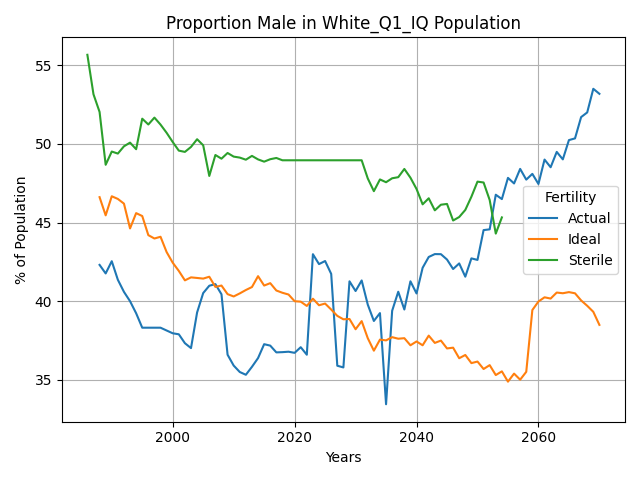 Proportion Male in White_Q1_IQ Population
% of Population
55
50
45
40
35
Fertility
Actual
Ideal
Sterile
2000
2020
2040
2060
Years